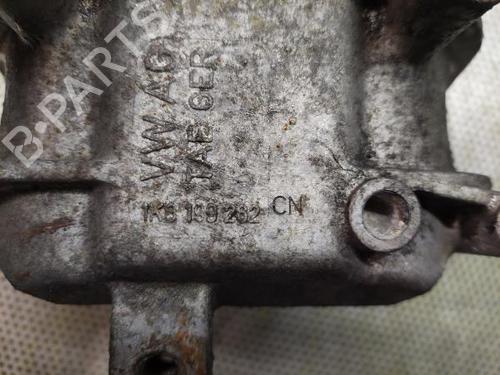 VW AG
TAE GER
1K0 199 262 CN
B-PARTS